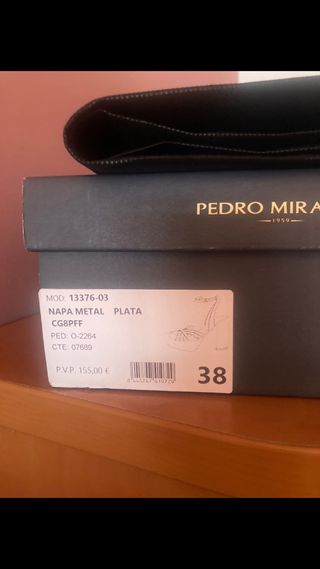 PEDRO MIRA
1959
MOD: 13376-03
NAPA METAL PLATA
CG8PFF
PED: O-2264
CTE: 07689
P.V.P. 155,00 €
38